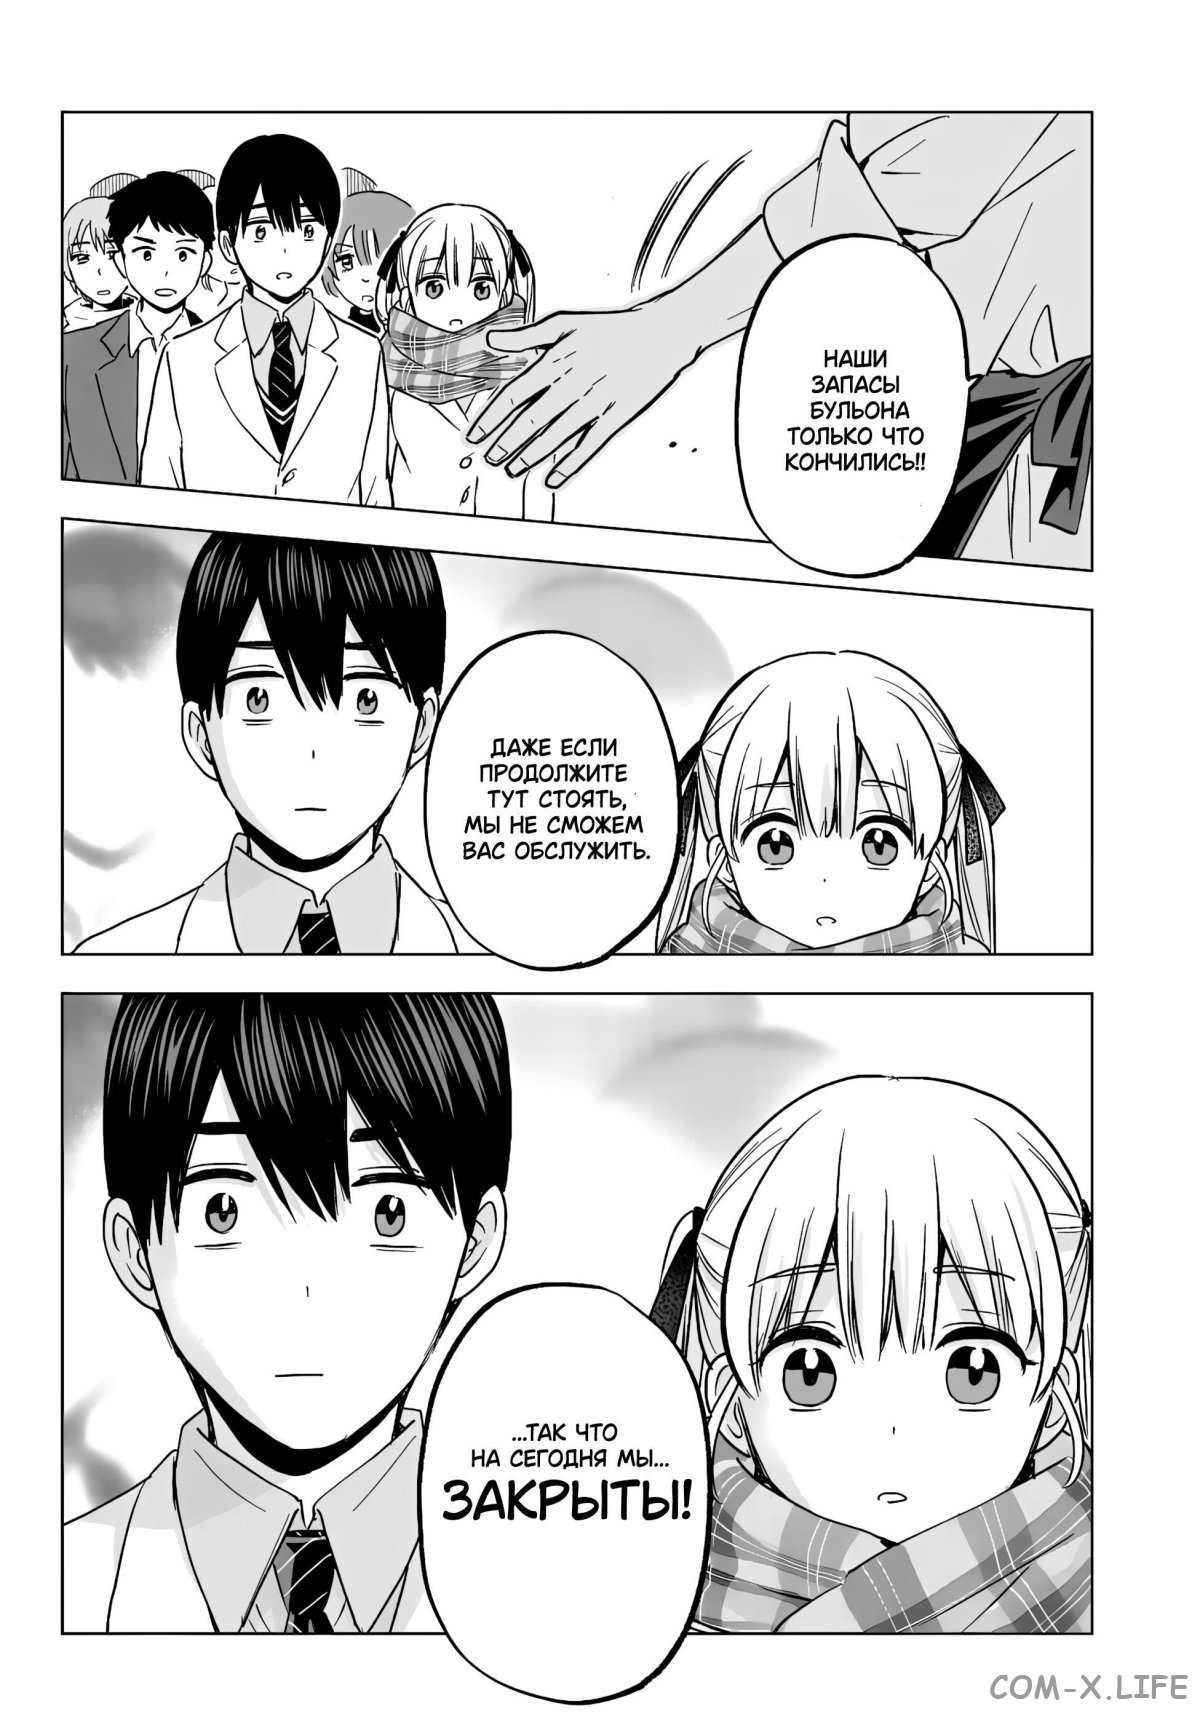 НАШИ
ЗАПАСЫ
БУЛЬОНА
ТОЛЬКО ЧТО
КОНЧИЛИСЬ!!
ДАЖЕ ЕСЛИ
ПРОДОЛЖИТЕ
ТУТ СТОЯТЬ,
МЫ НЕ СМОЖЕМ
ВАС ОБСЛУЖИТЬ.
...ТАК ЧТО
НА СЕГОДНЯ МЫ...
ЗАКРЫТЫ!
COM-X.LIFE